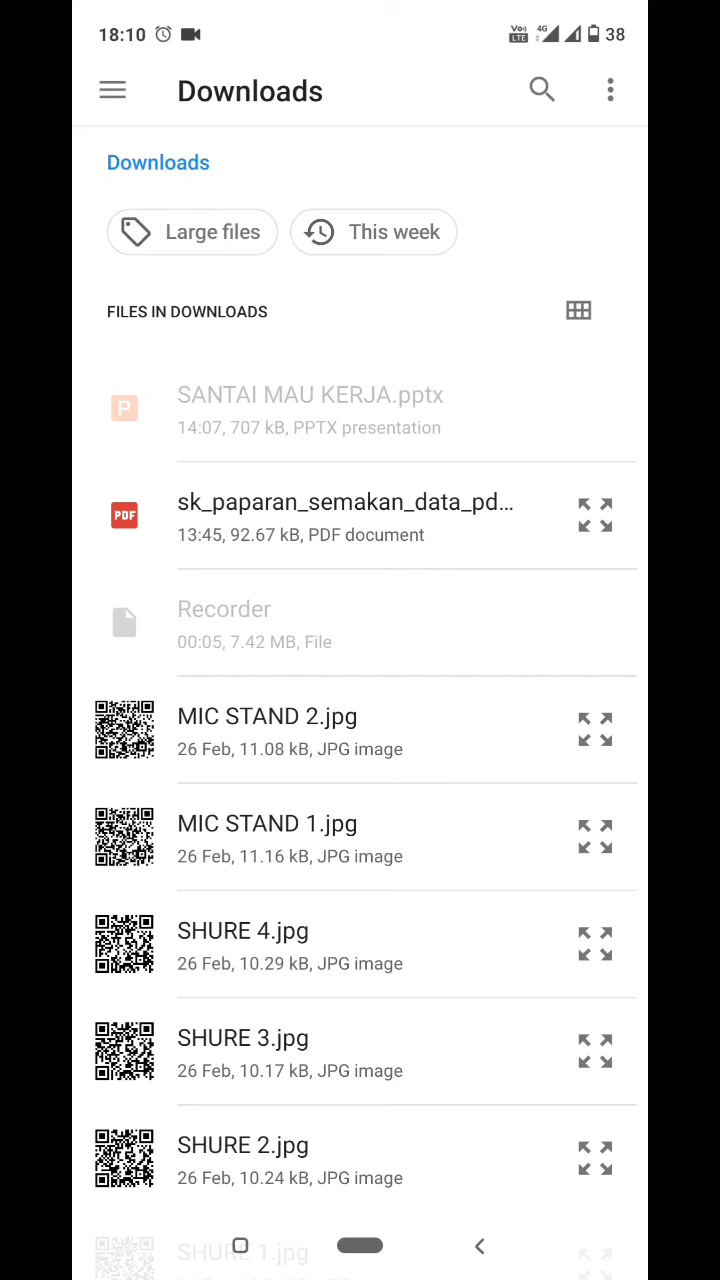 18:10
Vo))
LTE
4G
38
Downloads
Downloads
Large files
This week
FILES IN DOWNLOADS
P
SANTAI MAU KERJA.pptx
14:07, 707 kB, PPTX presentation
PDF
sk_paparan_semakan_data_pd...
13:45, 92.67 kB, PDF document
Recorder
00:05, 7.42 MB, File
MIC STAND 2.jpg
26 Feb, 11.08 kB, JPG image
MIC STAND 1.jpg
26 Feb, 11.16 kB, JPG image
SHURE 4.jpg
26 Feb, 10.29 kB, JPG image
SHURE 3.jpg
26 Feb, 10.17 kB, JPG image
SHURE 2.jpg
26 Feb, 10.24 kB, JPG image
SHURE 1.jpg